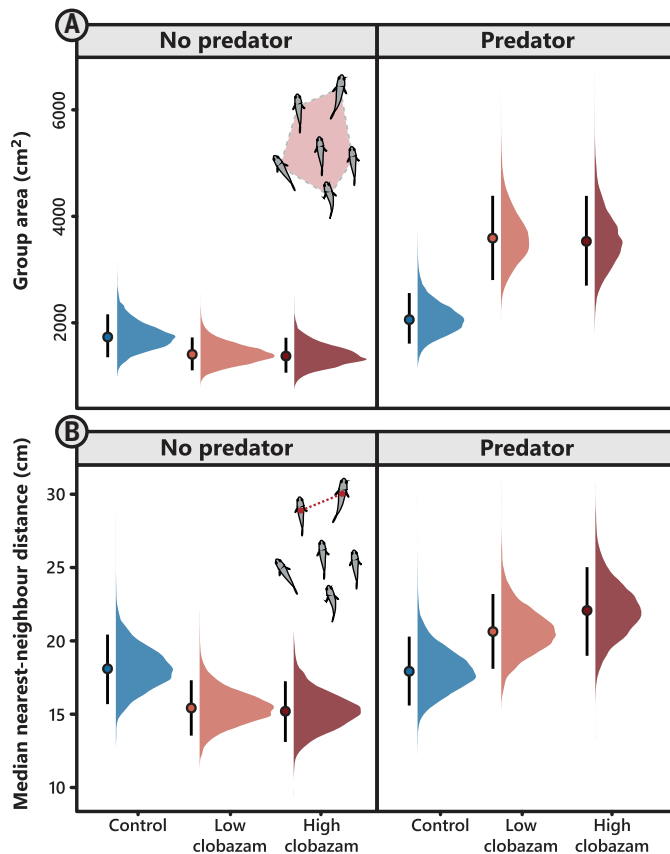 A
No predator
Predator
Group area (cm²)
6000
4000
2000
B
No predator
Predator
Median nearest-neighbour distance (cm)
30
25
20
15
10
Control
Low
clobazam
High
clobazam
Control
Low
clobazam
High
clobazam